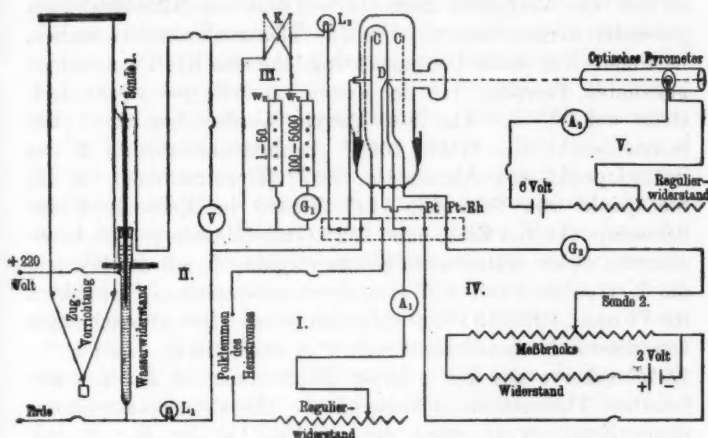 K
L₂
Sonde 1.
C C₁
D
Optisches Pyrometer
III.
W₁ W₂
1—50
100—5000
A₃
V.
6 Volt
Regulier-
widerstand
V
G₁
Pt Pt-Rh
G₂
+ 220
Volt
II.
Zug-
Vorrichtung
Wasserwiderstand
Polklemmen
des
Heizstromes
I.
A₁
IV.
Sonde 2.
Meßbrücke
2 Volt
Widerstand
Erde
L₁
Regulier-
widerstand